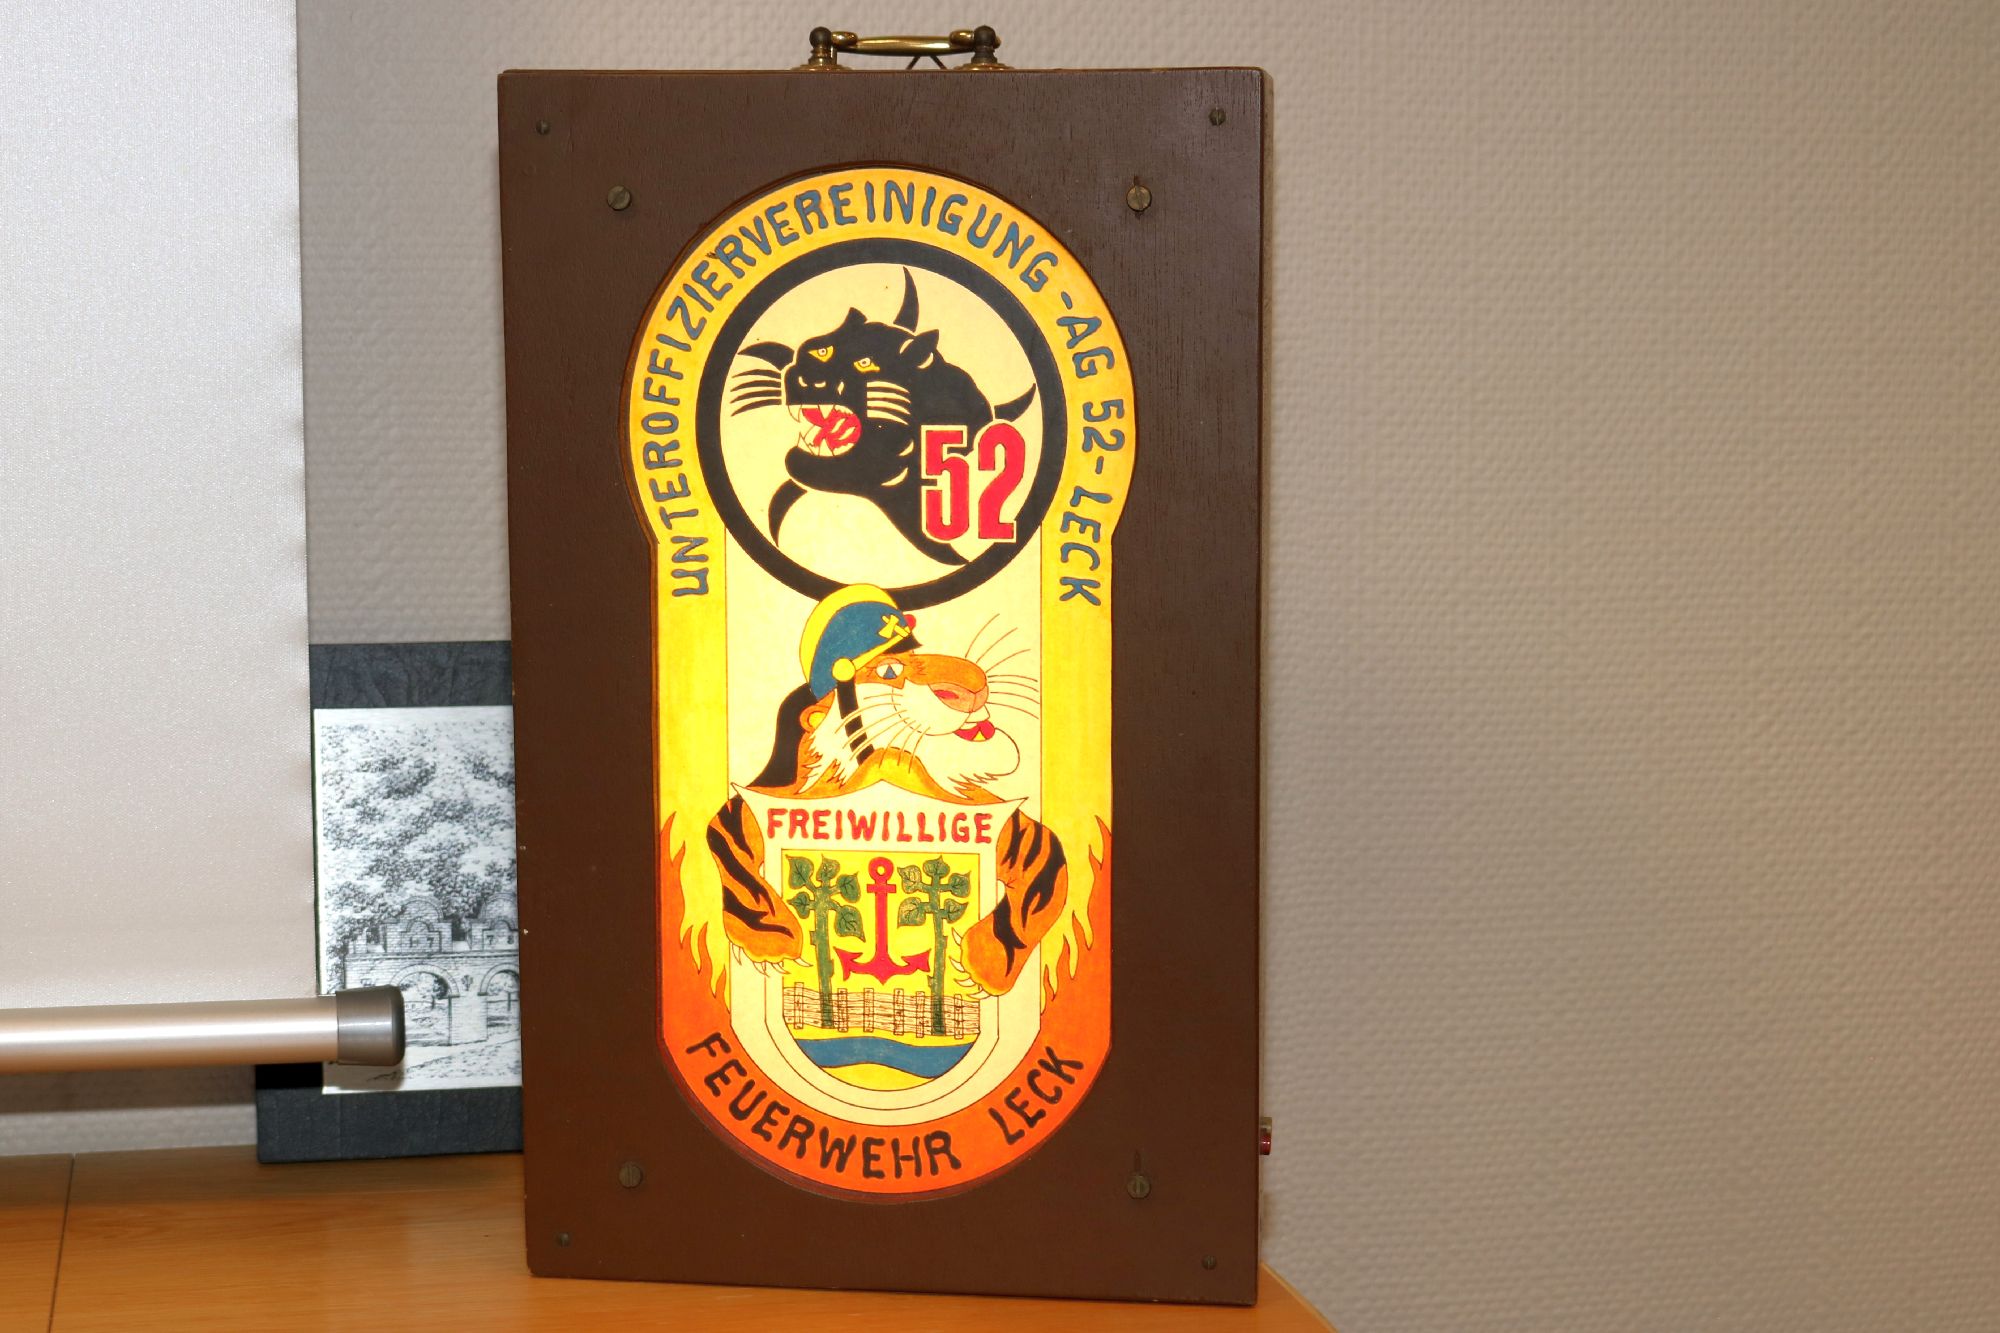 UNTEROFFIZIERVEREINIGUNG -AG 52- LECK
52
FREIWILLIGE
FEUERWEHR LECK